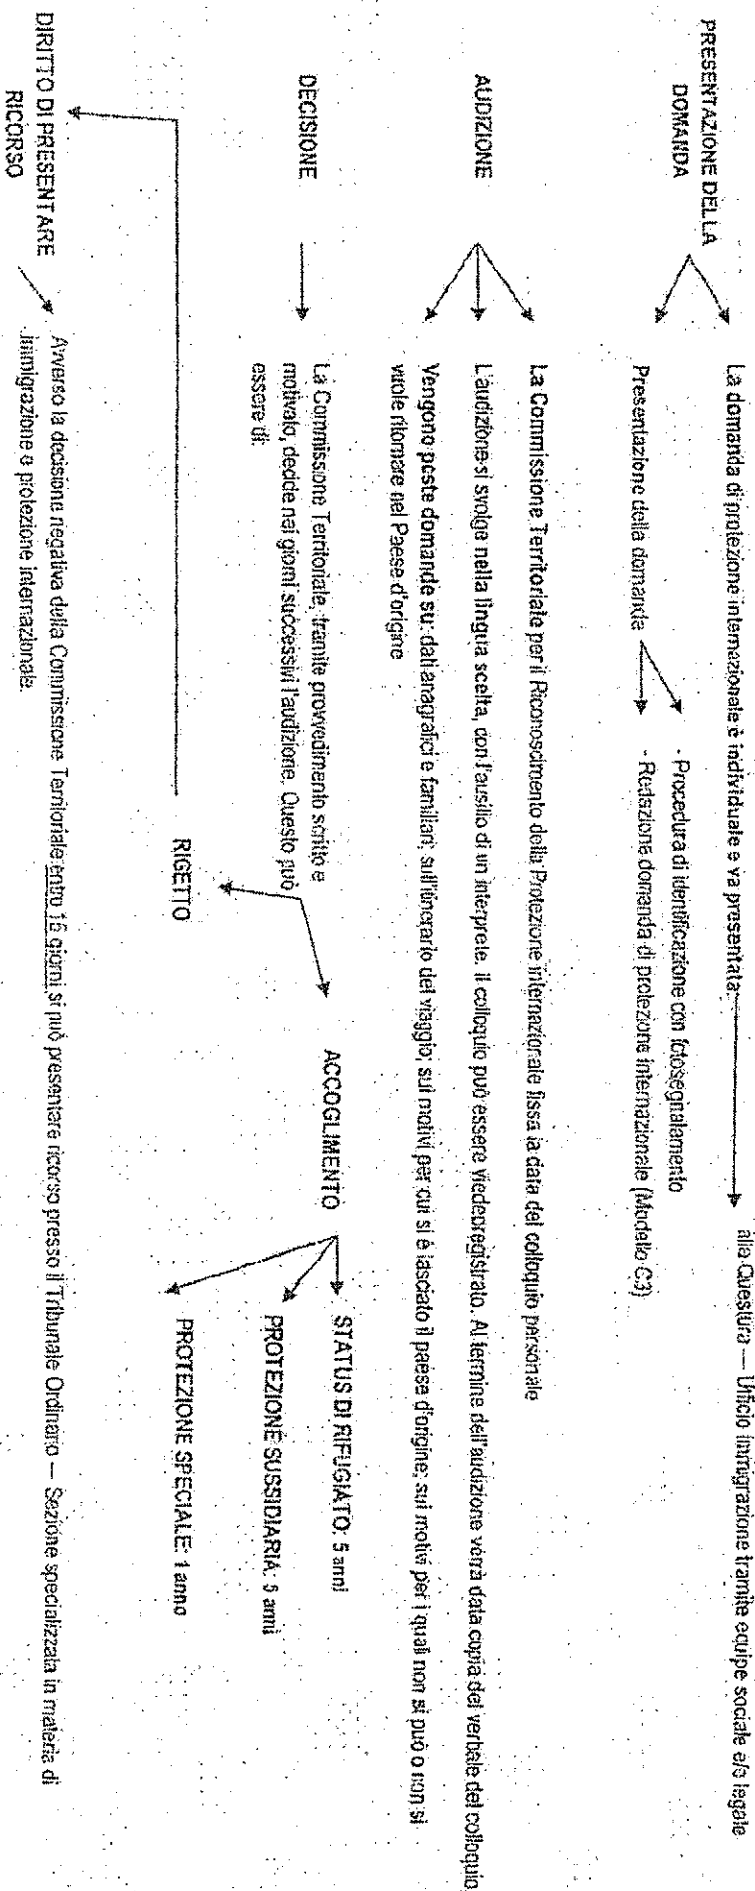 PRESENTAZIONE DELLA
DOMANDA
La domanda di protezione internazionale è individuale e va presentata:
alla Questura — Ufficio immigrazione tramite equipe sociale e/o legale
Presentazione della domanda
- Procedura di identificazione con fotosegnalamento
- Redazione domanda di protezione internazionale (Modello C3)
AUDIZIONE
La Commissione Territoriale per il Riconoscimento della Protezione internazionale fissa la data del colloquio personale
L'audizione si svolge nella lingua scelta, con l'ausilio di un interprete. il colloquio può essere videoregistrato. Al termine dell'audizione verrà data copia del verbale del colloquio
Vengono poste domande su: dati anagrafici e familiari; sull'itinerario del viaggio; sui motivi per cui si è lasciato il paese d'origine; sui motivi per i quali non si può o non si
vuole ritornare nel Paese d'origine
DECISIONE
La Commissione Territoriale, tramite provvedimento scritto e
motivato, decide nei giorni successivi l'audizione. Questo può
essere di:
ACCOGLIMENTO
STATUS DI RIFUGIATO: 5 anni
PROTEZIONE SUSSIDIARIA: 5 anni
PROTEZIONE SPECIALE: 1 anno
RIGETTO
DIRITTO DI PRESENTARE
RICORSO
Avverso la decisione negativa della Commissione Territoriale entro 15 giorni si può presentare ricorso presso il Tribunale Ordinario — Sezione specializzata in materia di
immigrazione e protezione internazionale.